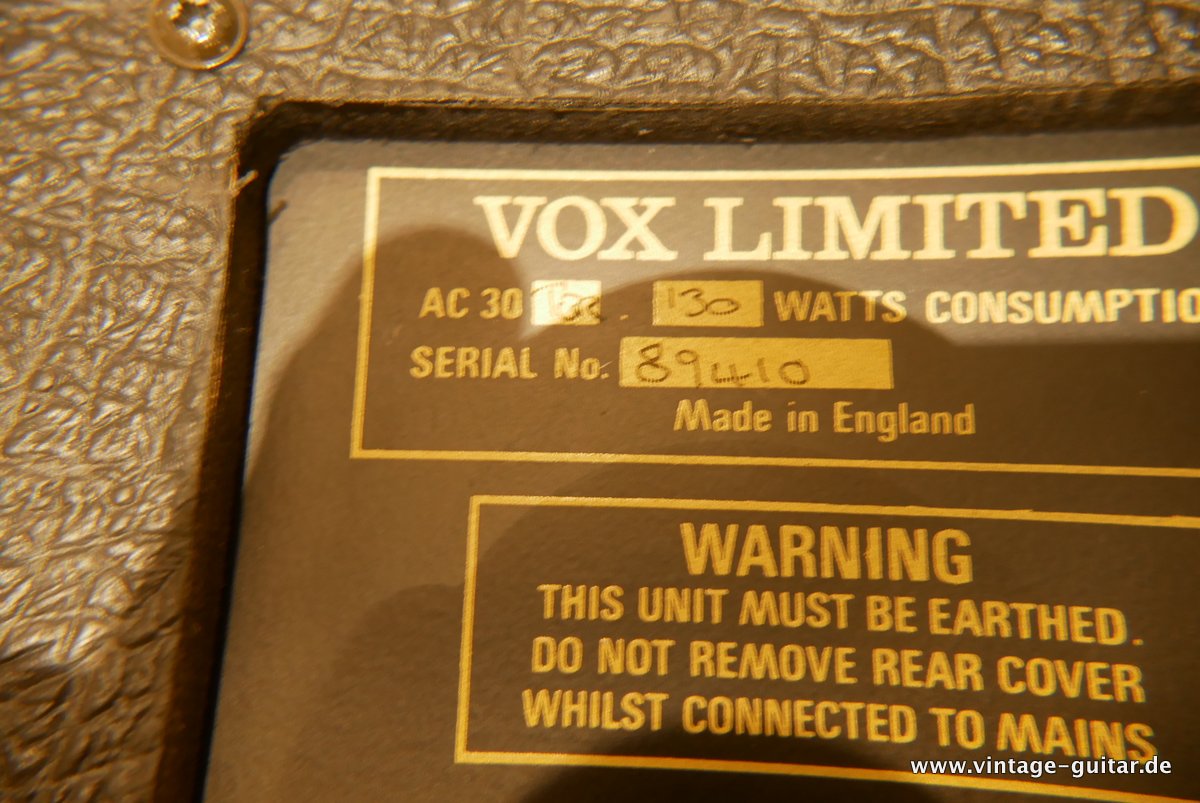 VOX LIMITED
AC 30 . 130 WATTS CONSUMPTIO
SERIAL No. 89410
Made in England
WARNING
THIS UNIT MUST BE EARTHED.
DO NOT REMOVE REAR COVER
WHILST CONNECTED TO MAINS
www.vintage-guitar.de